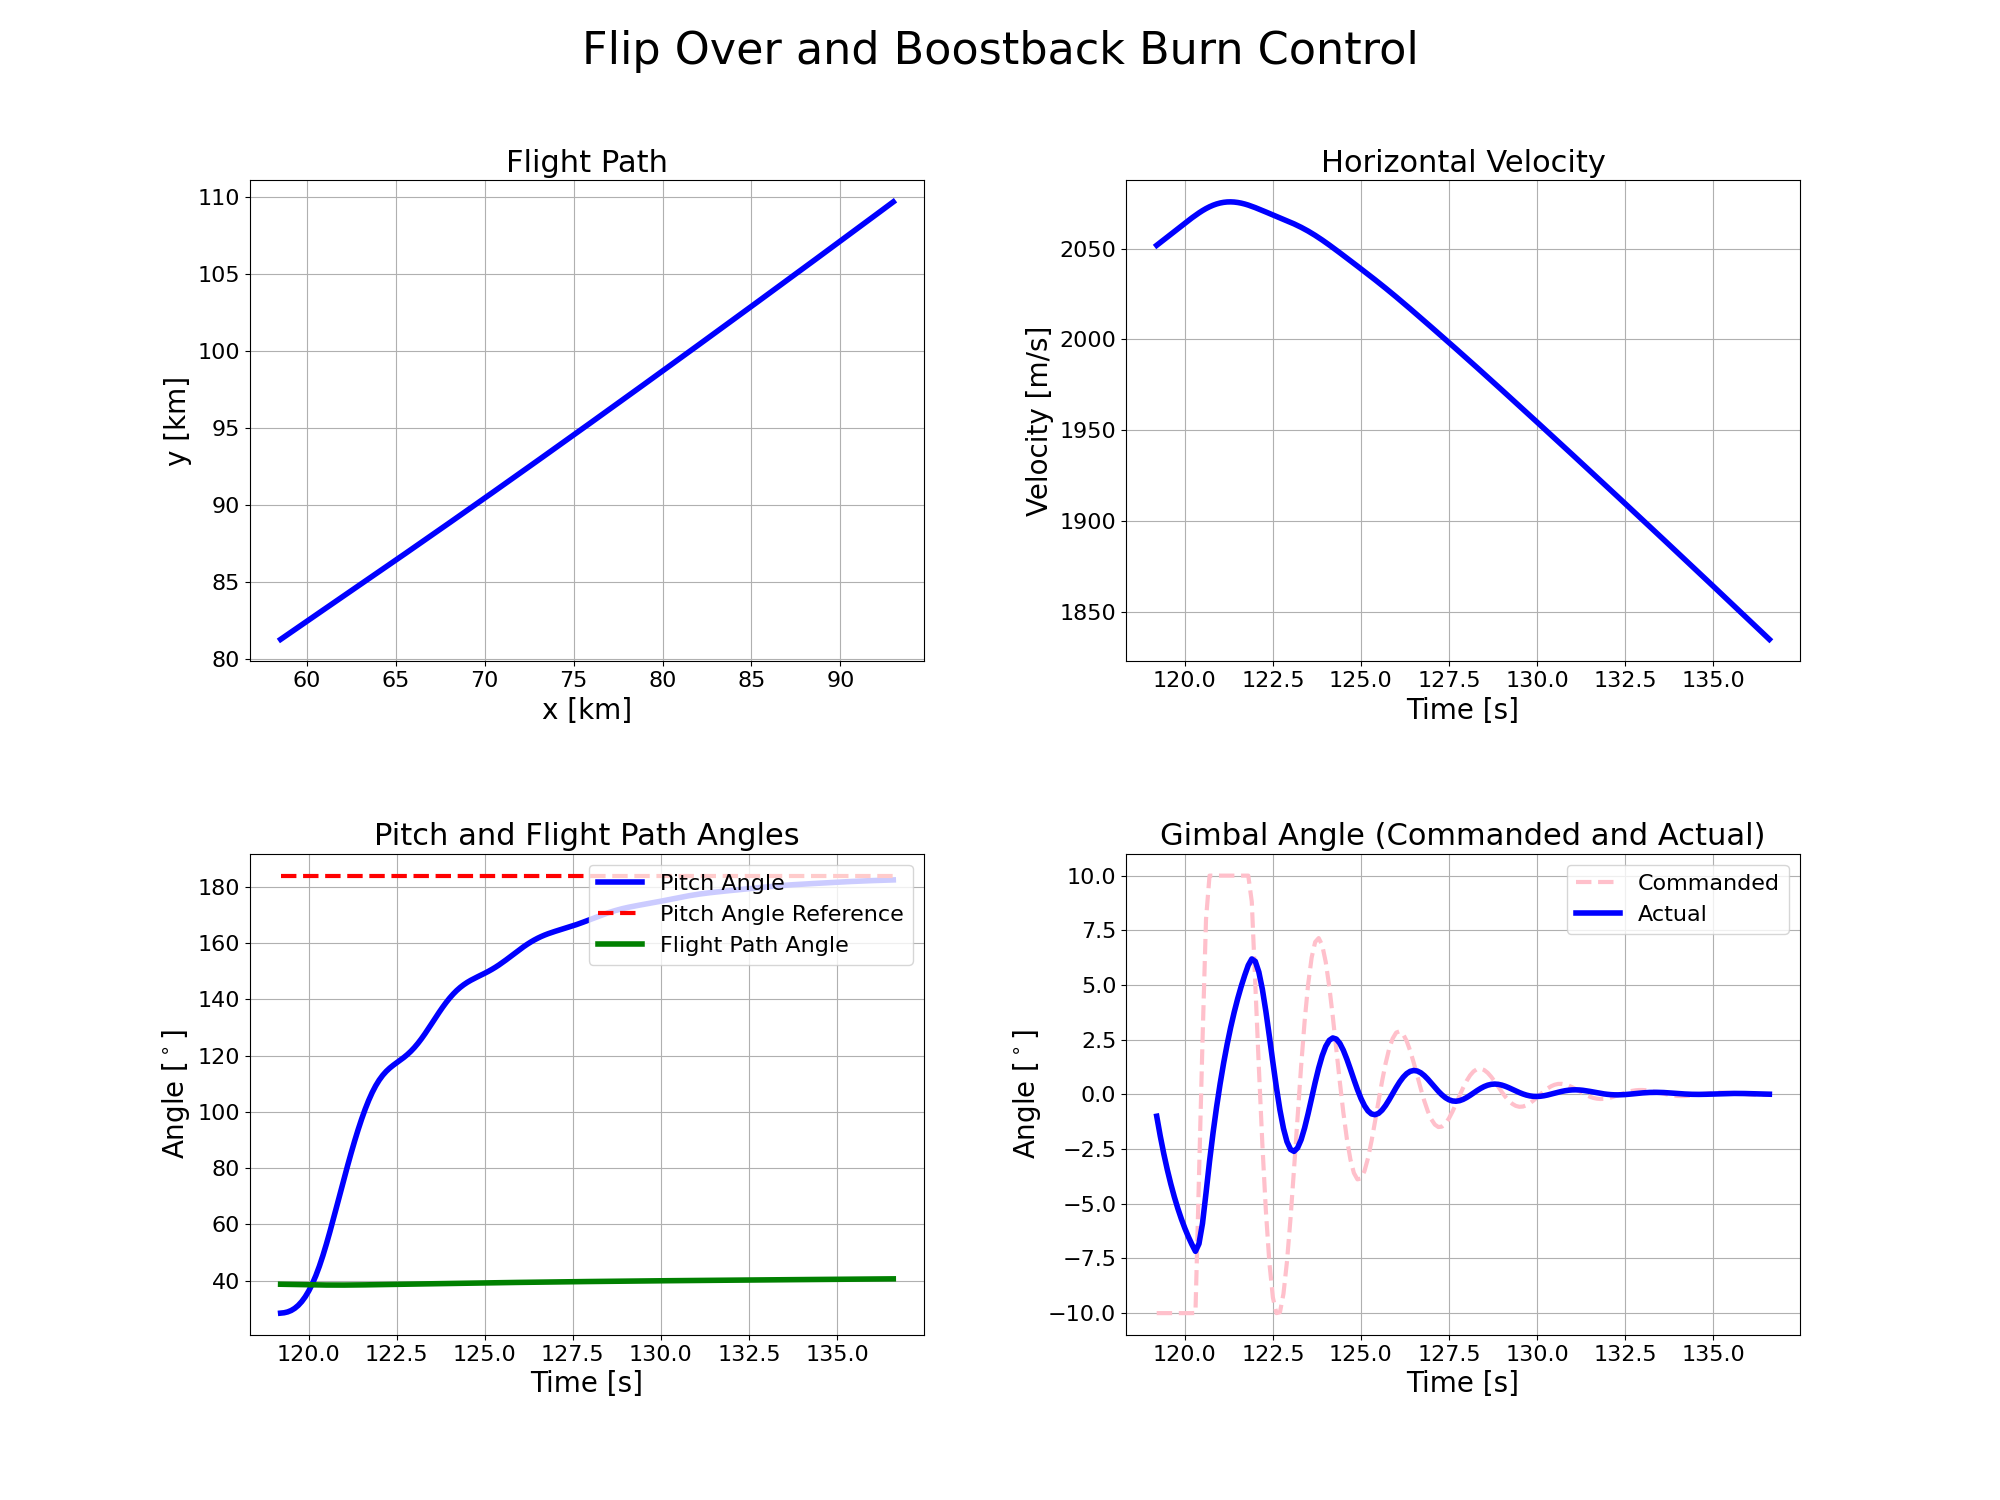 Flip Over and Boostback Burn Control
Flight Path
110
105
100
95
90
85
80
y [km]
60 65 70 75 80 85 90
x [km]
Horizontal Velocity
2050
2000
1950
1900
1850
Velocity [m/s]
120.0 122.5 125.0 127.5 130.0 132.5 135.0
Time [s]
Pitch and Flight Path Angles
180
160
140
120
100
80
60
40
Angle [°]
Pitch Angle
Pitch Angle Reference
Flight Path Angle
120.0 122.5 125.0 127.5 130.0 132.5 135.0
Time [s]
Gimbal Angle (Commanded and Actual)
10.0
7.5
5.0
2.5
0.0
−2.5
−5.0
−7.5
−10.0
Angle [°]
Commanded
Actual
120.0 122.5 125.0 127.5 130.0 132.5 135.0
Time [s]